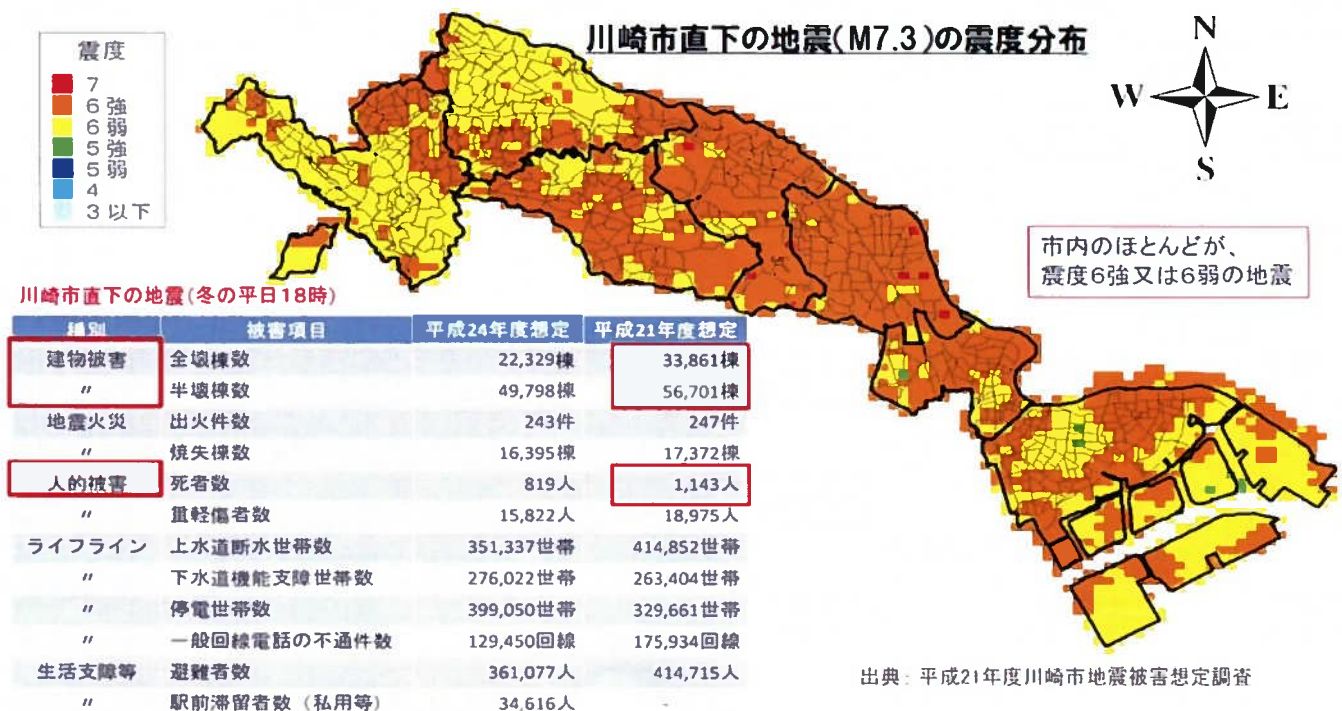 川崎市直下の地震(M7.3)の震度分布
震度
7
6強
6弱
5強
5弱
4
3以下
N
W E
S
市内のほとんどが、
震度6強又は6弱の地震
川崎市直下の地震(冬の平日18時)
種別 被害項目 平成24年度想定 平成21年度想定
建物被害 全壊棟数 22,329棟 33,861棟
〃 半壊棟数 49,798棟 56,701棟
地震火災 出火件数 243件 247件
〃 焼失棟数 16,395棟 17,372棟
人的被害 死者数 819人 1,143人
〃 重軽傷者数 15,822人 18,975人
ライフライン 上水道断水世帯数 351,337世帯 414,852世帯
〃 下水道機能支障世帯数 276,022世帯 263,404世帯
〃 停電世帯数 399,050世帯 329,661世帯
〃 一般回線電話の不通件数 129,450回線 175,934回線
生活支障等 避難者数 361,077人 414,715人
〃 駅前滞留者数(私用等) 34,616人 -
出典:平成21年度川崎市地震被害想定調査